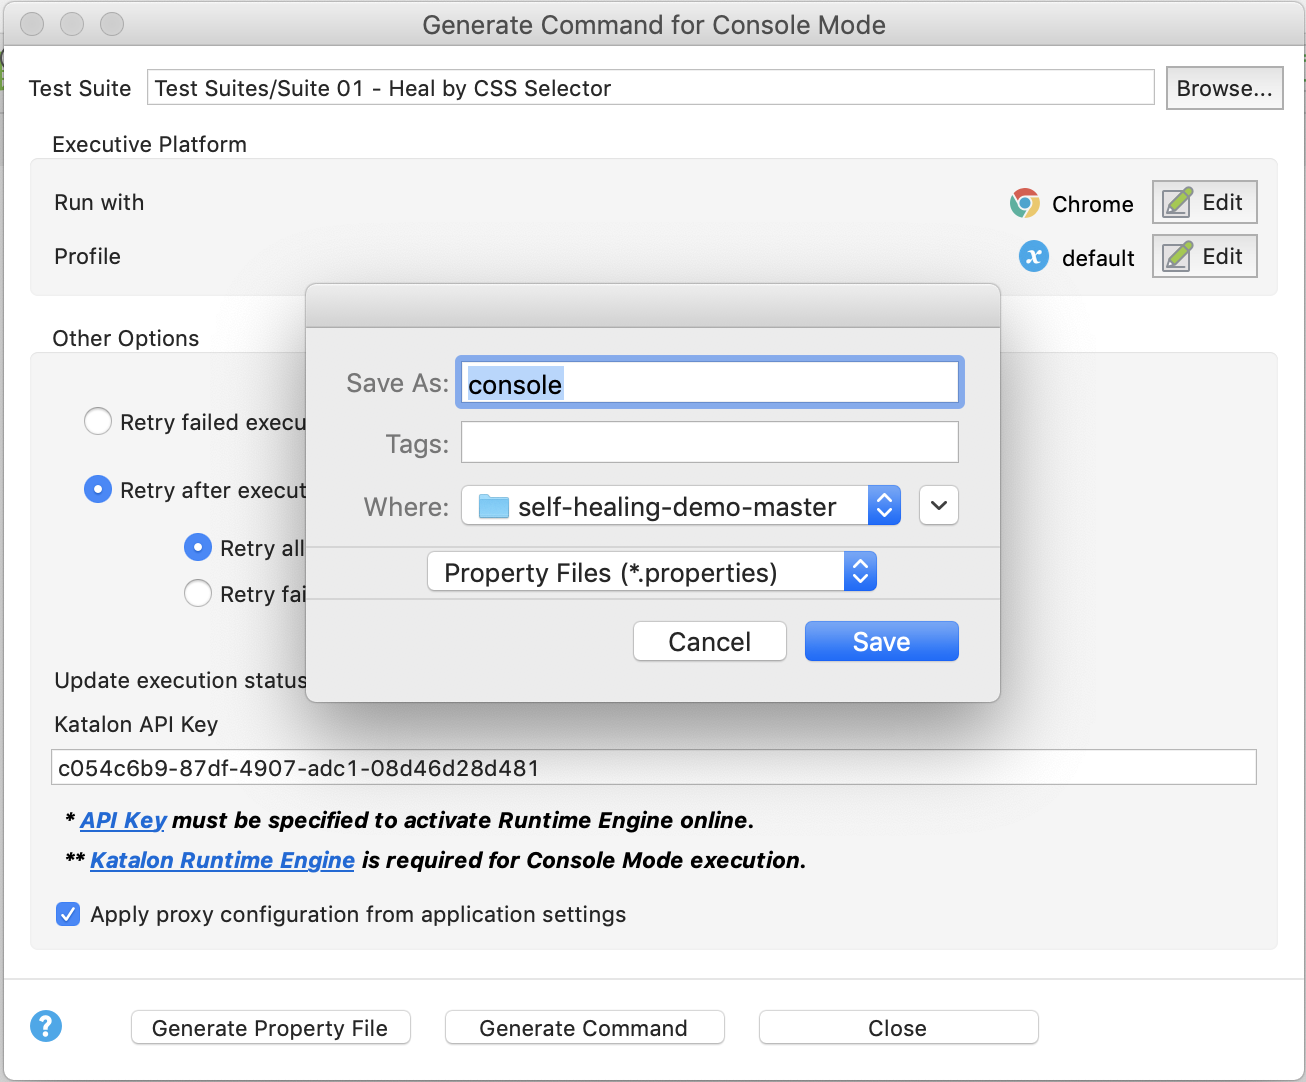 Generate Command for Console Mode
Test Suite Test Suites/Suite 01 - Heal by CSS Selector Browse...
Executive Platform
Run with Chrome Edit
Profile x default Edit
Other Options
Save As: console
Retry failed execu
Tags:
Retry after execut
Where: self-healing-demo-master
Retry all
Property Files (*.properties)
Retry fai
Cancel Save
Update execution status
Katalon API Key
c054c6b9-87df-4907-adc1-08d46d28d481
* API Key must be specified to activate Runtime Engine online.
** Katalon Runtime Engine is required for Console Mode execution.
Apply proxy configuration from application settings
? Generate Property File Generate Command Close